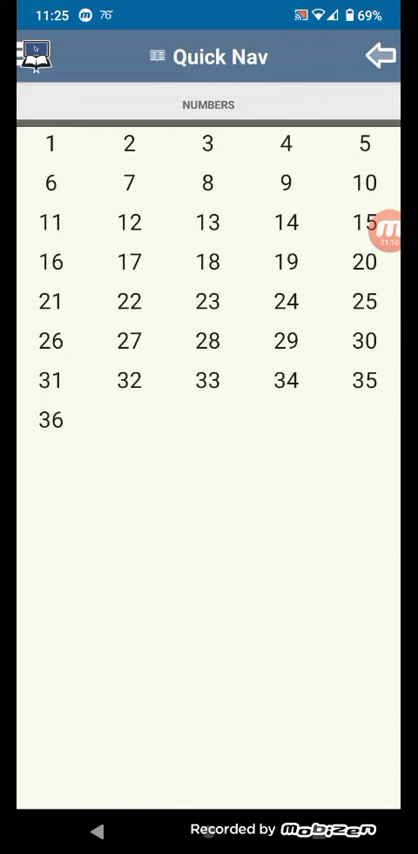 11:25 m 76° 69%
Quick Nav
NUMBERS
1 2 3 4 5
6 7 8 9 10
11 12 13 14 15
31:10
16 17 18 19 20
21 22 23 24 25
26 27 28 29 30
31 32 33 34 35
36
Recorded by mobizen